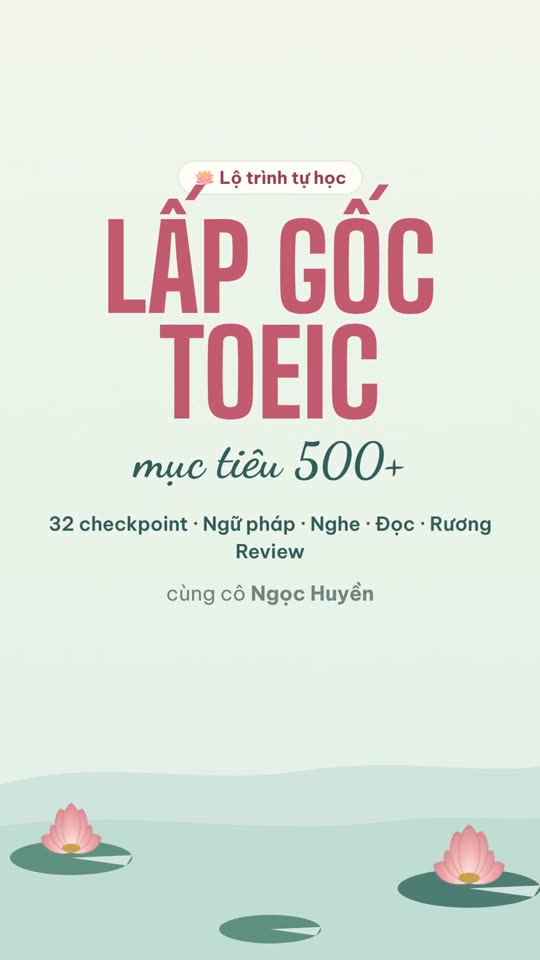 Lộ trình tự học
LẤP GỐC
TOEIC
mục tiêu 500+
32 checkpoint · Ngữ pháp · Nghe · Đọc · Rương
Review
cùng cô Ngọc Huyền